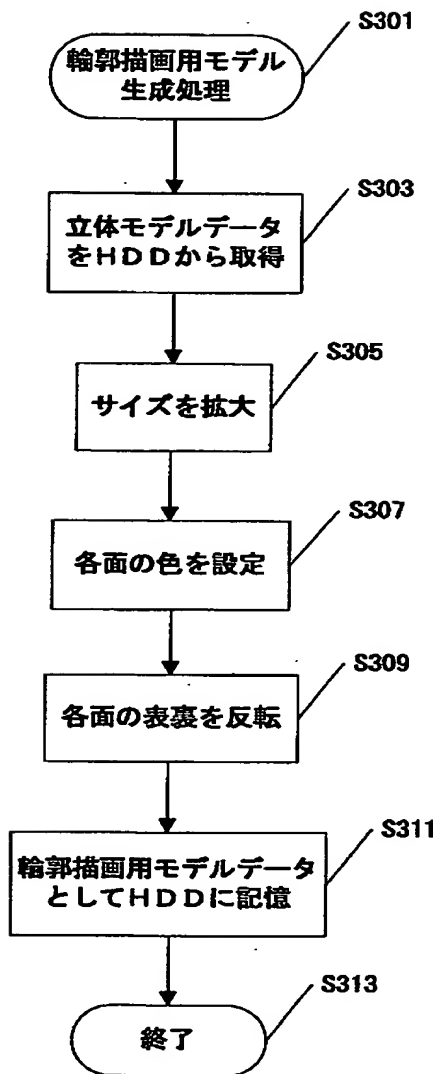 S301
輪郭描画用モデル
生成処理
S303
立体モデルデータ
をHDDから取得
S305
サイズを拡大
S307
各面の色を設定
S309
各面の表裏を反転
S311
輪郭描画用モデルデータ
としてHDDに記憶
S313
終了